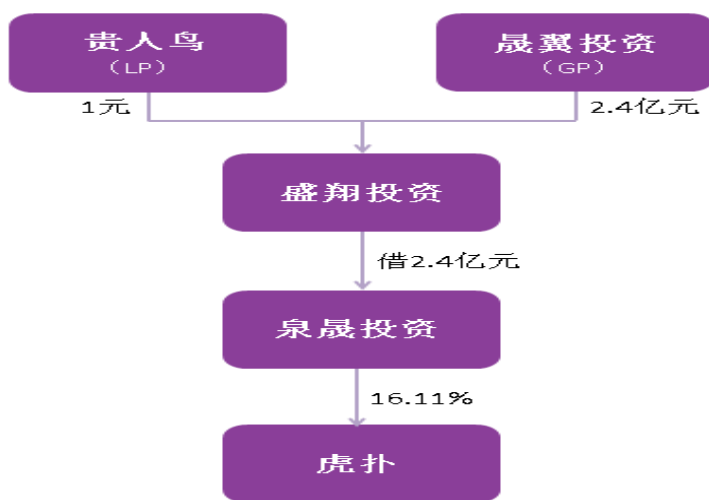 贵人鸟
（LP）
晟翼投资
（GP）
1元
2.4亿元
盛翔投资
借2.4亿元
泉晟投资
16.11%
虎扑